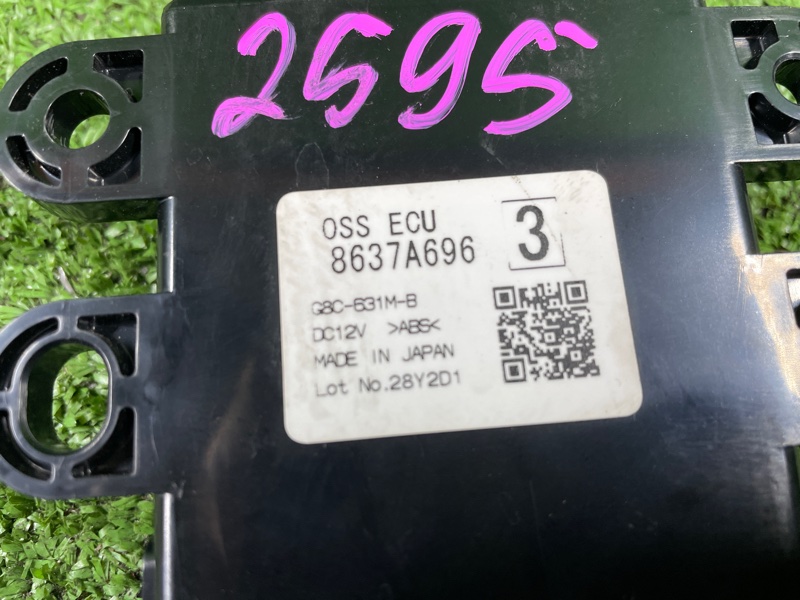 2595
OSS ECU
8637A696
3
G8C-631M-B
DC12V >ABS<
MADE IN JAPAN
Lot No.28Y2D1